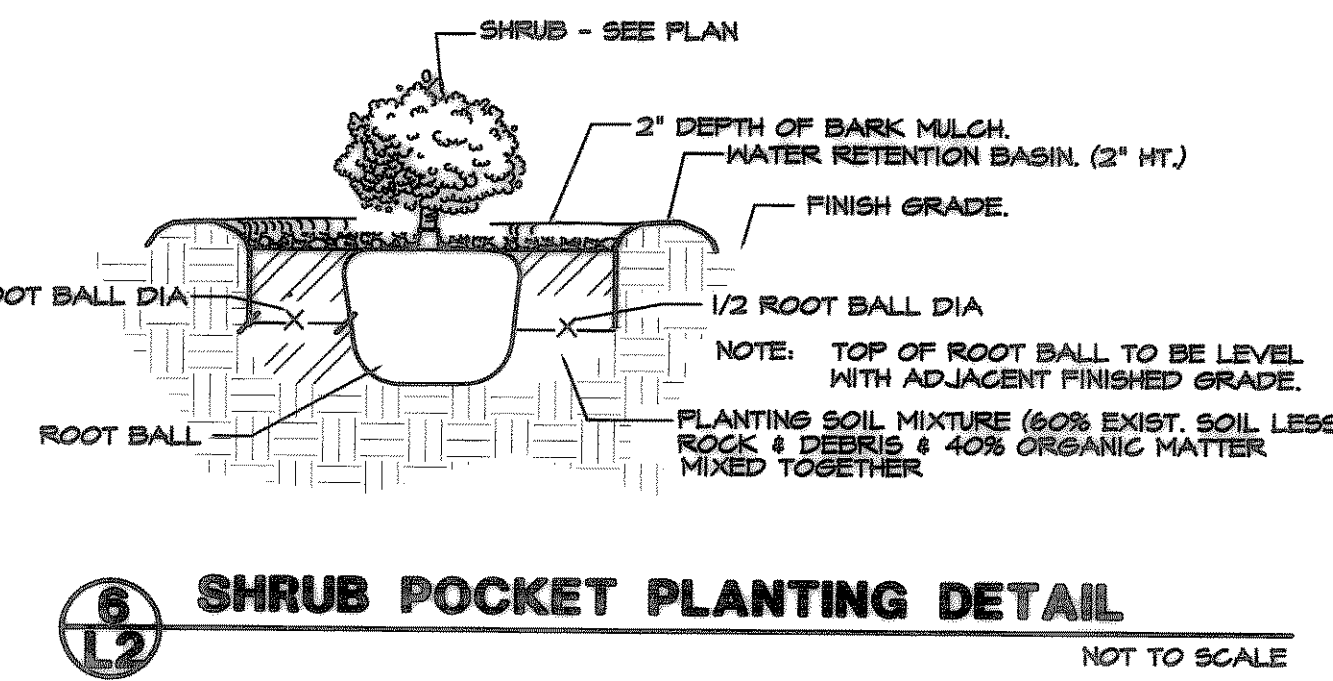 SHRUB - SEE PLAN
2" DEPTH OF BARK MULCH.
WATER RETENTION BASIN. (2" HT.)
FINISH GRADE.
BALL DIA
1/2 ROOT BALL DIA
NOTE: TOP OF ROOT BALL TO BE LEVEL
WITH ADJACENT FINISHED GRADE.
ROOT BALL
PLANTING SOIL MIXTURE (60% EXIST. SOIL LESS
ROCK & DEBRIS & 40% ORGANIC MATTER
MIXED TOGETHER
6
L2
SHRUB POCKET PLANTING DETAIL
NOT TO SCALE